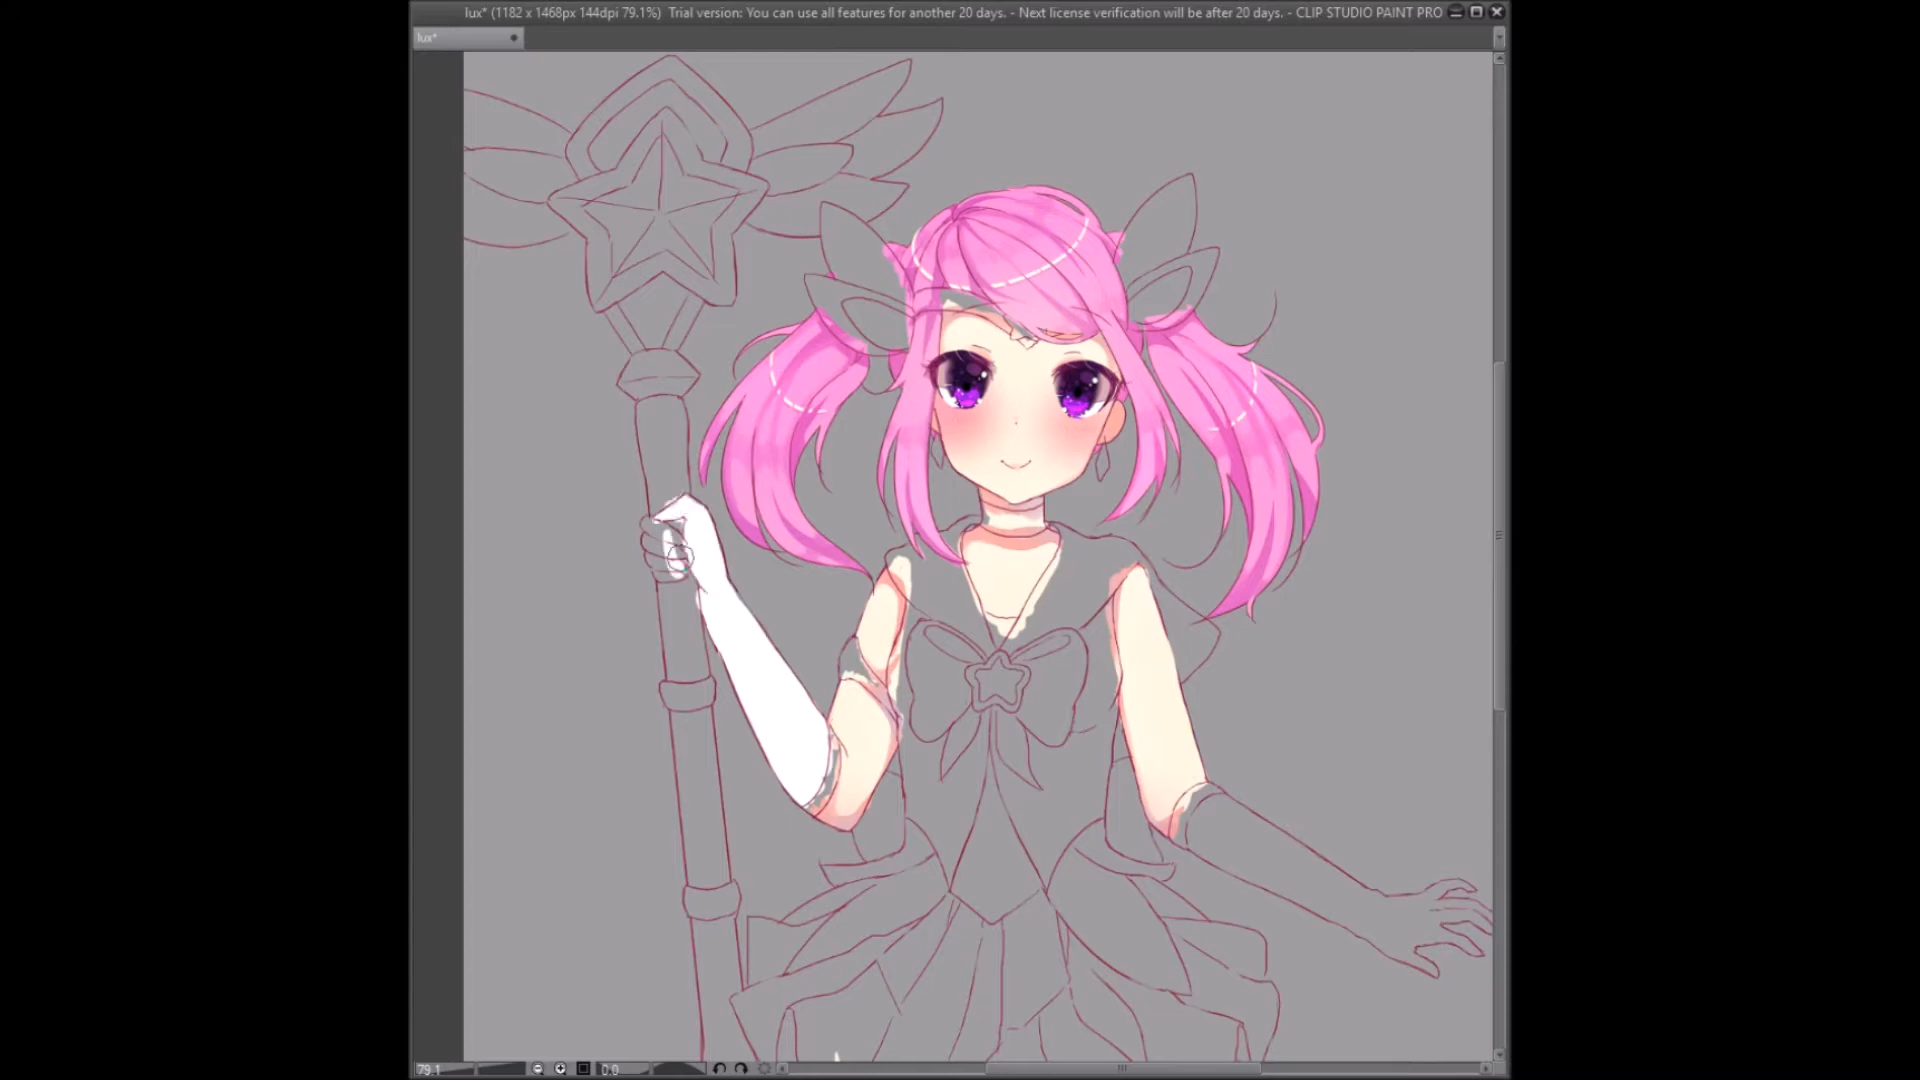 lux* (1182 x 1468px 144dpi 79.1%)  Trial version: You can use all features for another 20 days. - Next license verification will be after 20 days. - CLIP STUDIO PAINT PRO
lux*
79.1
0.0